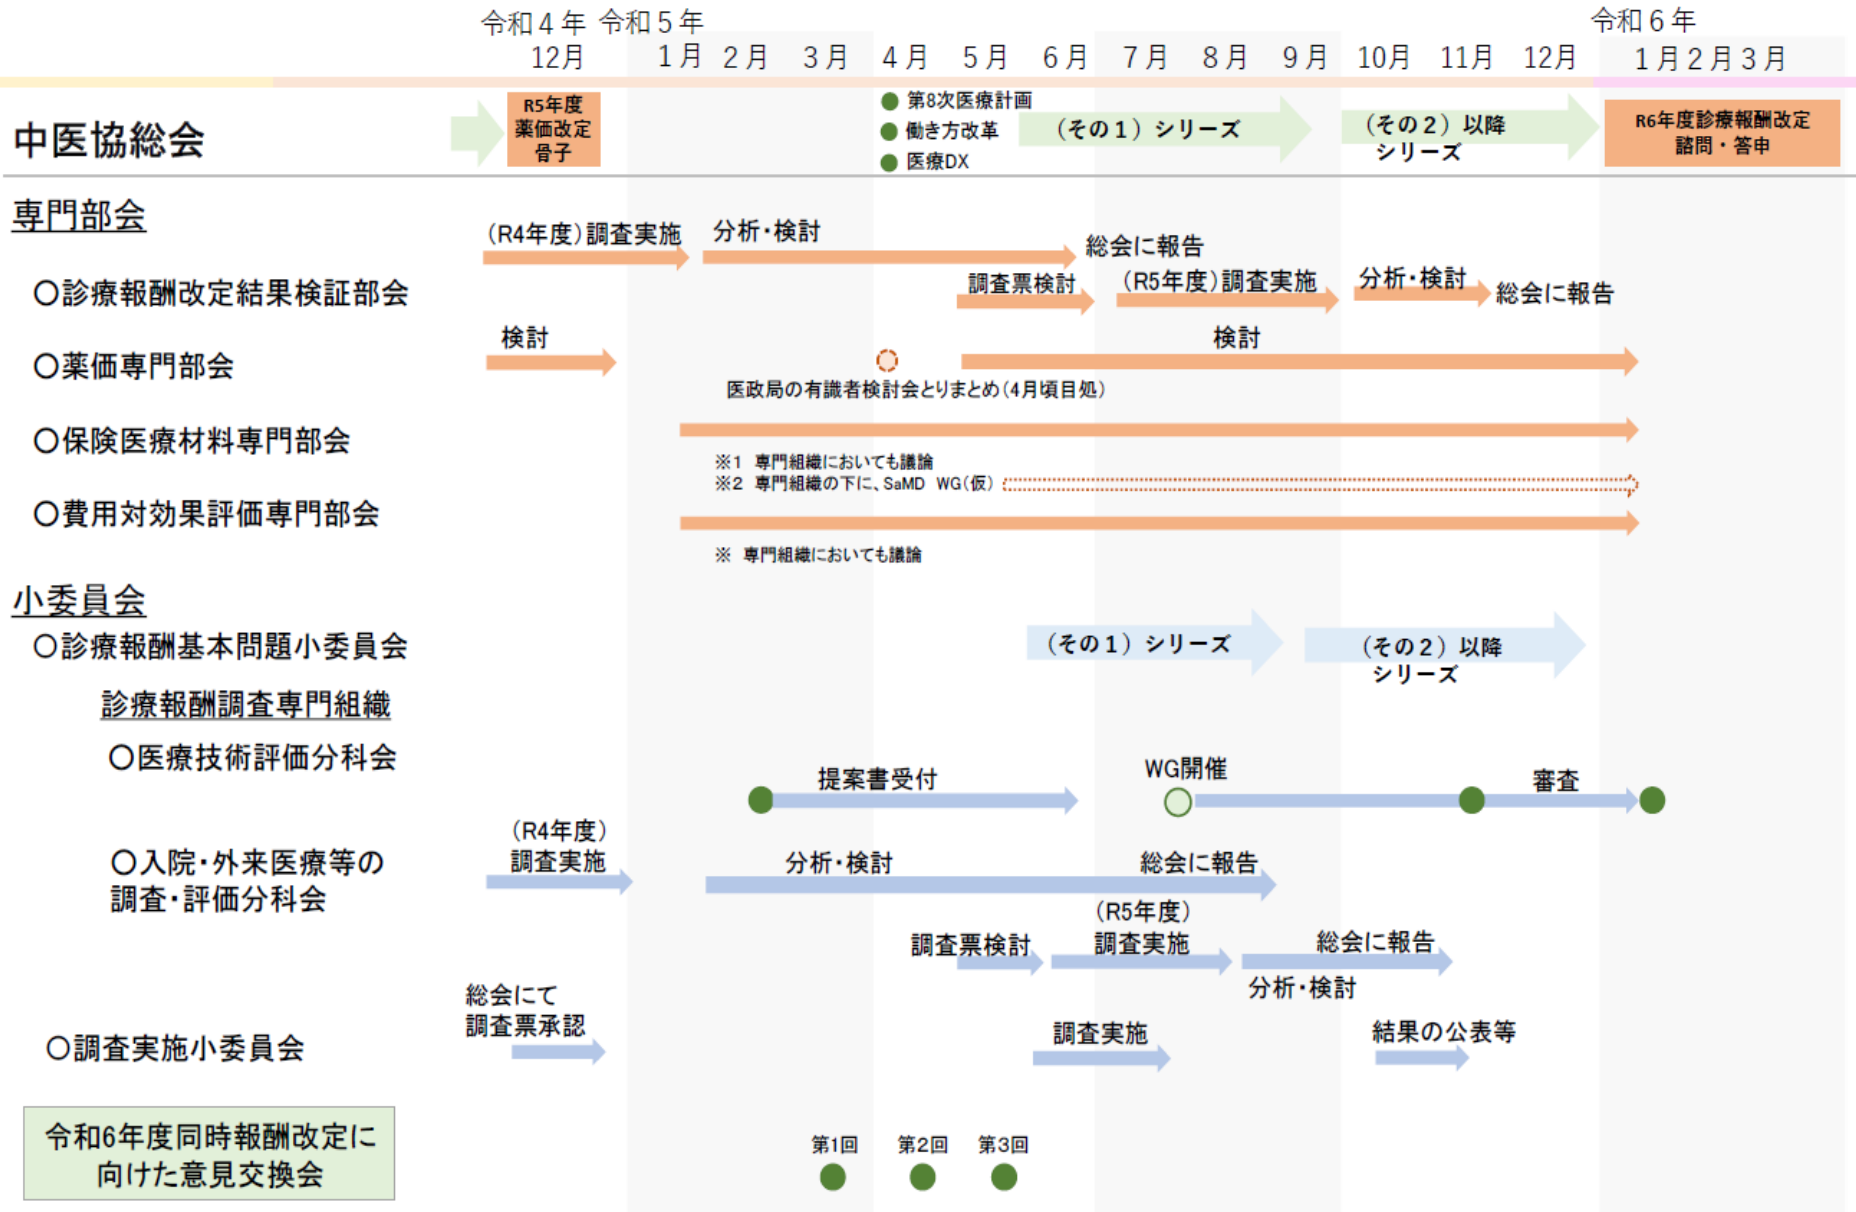 令和４年 令和５年 令和６年
12月 １月 ２月 ３月 ４月 ５月 ６月 ７月 ８月 ９月 10月 11月 12月 １月２月３月
中医協総会
R5年度
薬価改定
骨子
第8次医療計画
働き方改革
医療DX
（その１）シリーズ
（その２）以降
シリーズ
R6年度診療報酬改定
諮問・答申
専門部会
○診療報酬改定結果検証部会
（R4年度）調査実施
分析・検討
総会に報告
調査票検討
（R5年度）調査実施
分析・検討
総会に報告
○薬価専門部会
検討
検討
医政局の有識者検討会とりまとめ（4月頃目処）
○保険医療材料専門部会
※1 専門組織においても議論
※2 専門組織の下に、SaMD WG（仮）
○費用対効果評価専門部会
※ 専門組織においても議論
小委員会
○診療報酬基本問題小委員会
（その１）シリーズ
（その２）以降
シリーズ
診療報酬調査専門組織
○医療技術評価分科会
提案書受付
WG開催
審査
○入院・外来医療等の
調査・評価分科会
（R4年度）
調査実施
分析・検討
総会に報告
調査票検討
（R5年度）
調査実施
総会に報告
分析・検討
○調査実施小委員会
総会にて
調査票承認
調査実施
結果の公表等
令和6年度同時報酬改定に
向けた意見交換会
第1回 第2回 第3回